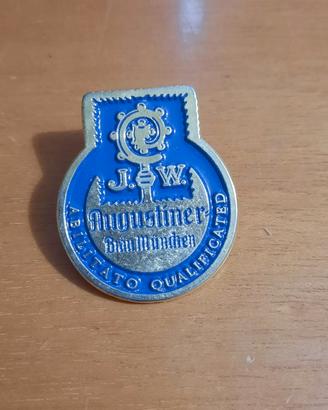 J. W.
Augustiner
Bräu München
ABILITATO QUALIFICATED